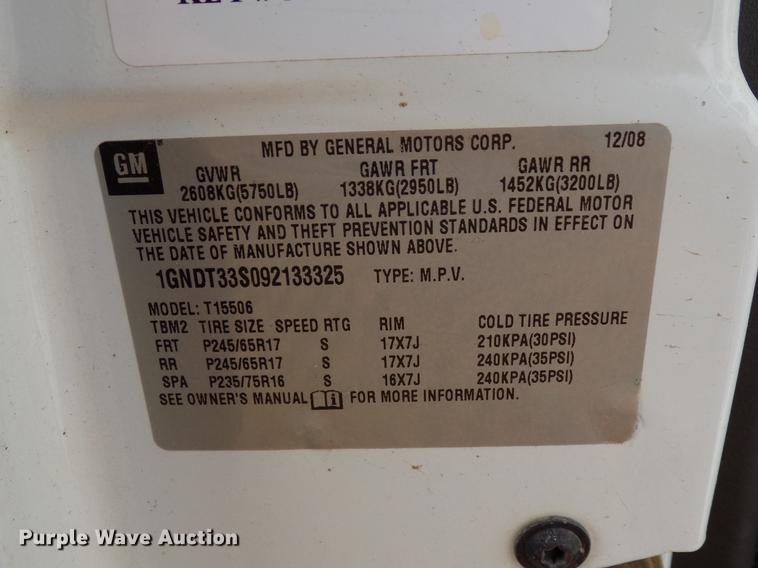 GM
MFD BY GENERAL MOTORS CORP. 12/08
GVWR GAWR FRT GAWR RR
2608KG(5750LB) 1338KG(2950LB) 1452KG(3200LB)
THIS VEHICLE CONFORMS TO ALL APPLICABLE U.S. FEDERAL MOTOR
VEHICLE SAFETY AND THEFT PREVENTION STANDARDS IN EFFECT ON
THE DATE OF MANUFACTURE SHOWN ABOVE.
1GNDT33S092133325 TYPE: M.P.V.
MODEL: T15506
TBM2 TIRE SIZE SPEED RTG RIM COLD TIRE PRESSURE
FRT P245/65R17 S 17X7J 210KPA(30PSI)
RR P245/65R17 S 17X7J 240KPA(35PSI)
SPA P235/75R16 S 16X7J 240KPA(35PSI)
SEE OWNER'S MANUAL FOR MORE INFORMATION.
Purple Wave Auction